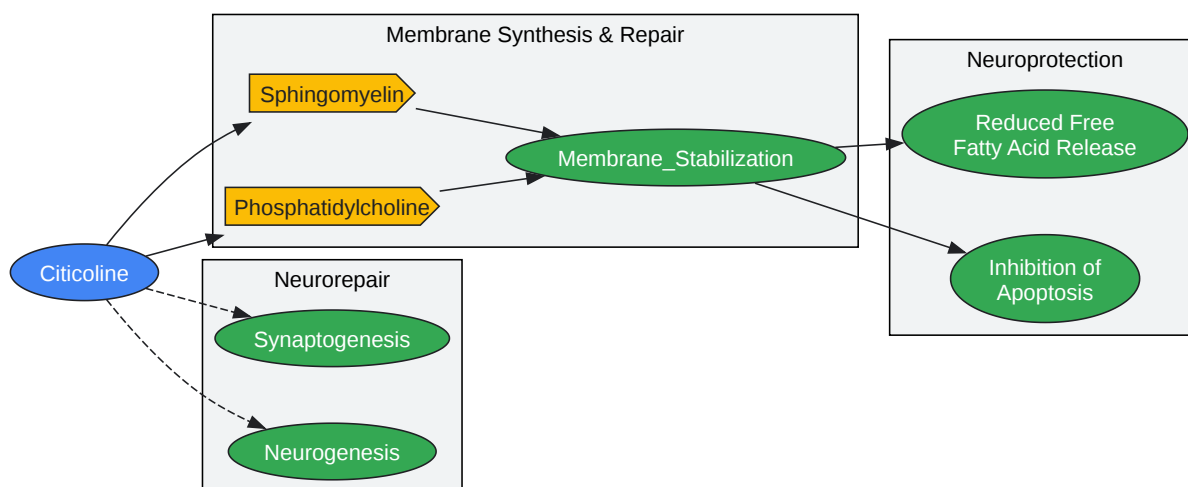 Membrane Synthesis & Repair
Sphingomyelin
Phosphatidylcholine
Membrane_Stabilization
Neuroprotection
Reduced Free
Fatty Acid Release
Inhibition of
Apoptosis
Citicoline
Neurorepair
Synaptogenesis
Neurogenesis